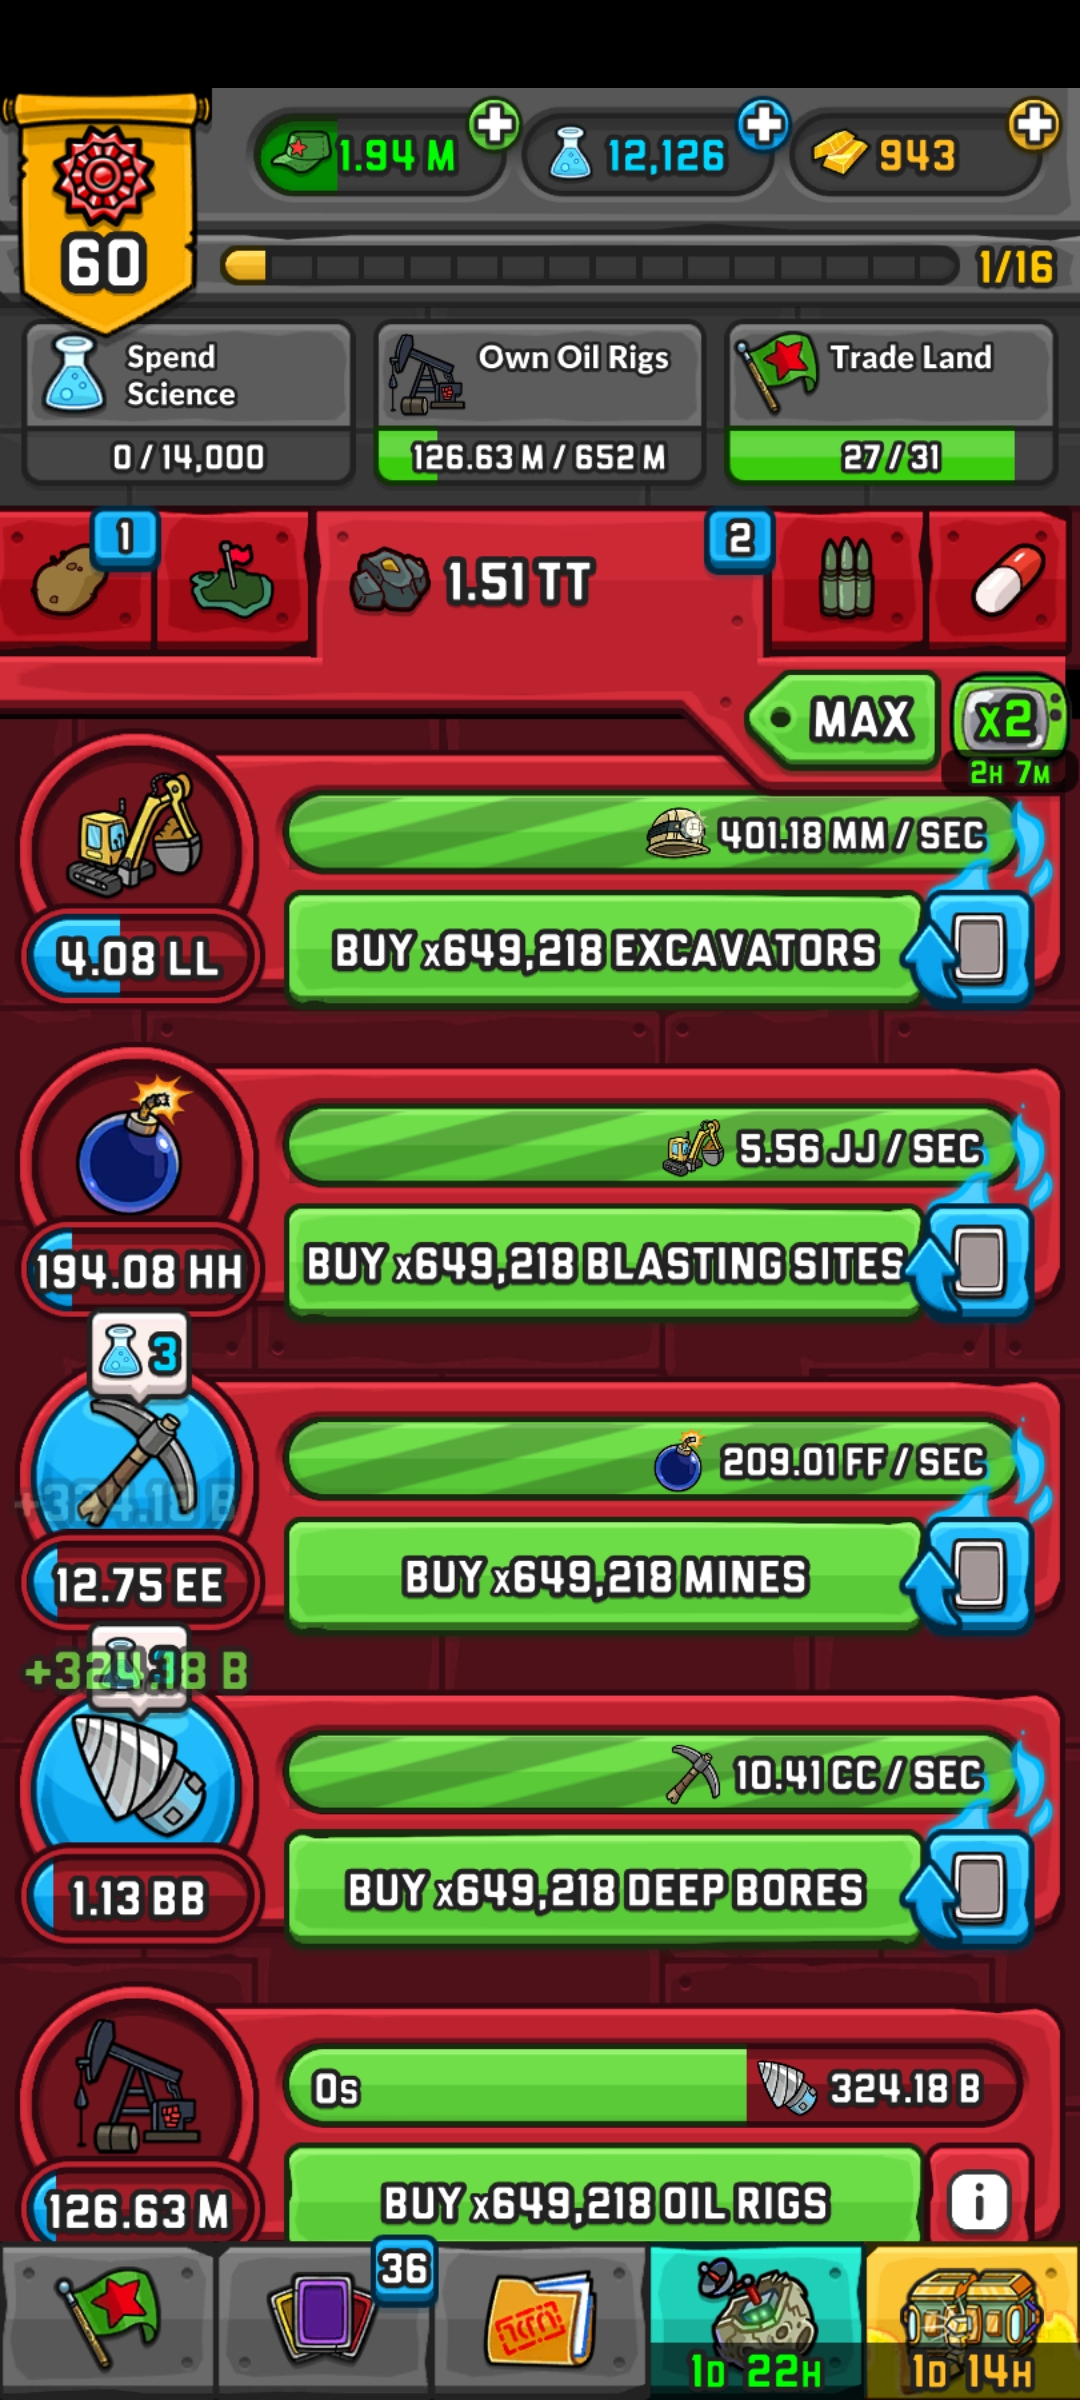 60
1.94 M
12,126
943
1/16
Spend
Science
0 / 14,000
Own Oil Rigs
126.63 M / 652 M
Trade Land
27 / 31
1
1.51 TT
2
MAX
x2
2H 7M
401.18 MM / SEC
4.08 LL
BUY x649,218 EXCAVATORS
5.56 JJ / SEC
194.08 HH
BUY x649,218 BLASTING SITES
3
209.01 FF / SEC
+324.18 B
12.75 EE
BUY x649,218 MINES
+324.18 B
10.41 CC / SEC
1.13 BB
BUY x649,218 DEEP BORES
0s
324.18 B
126.63 M
BUY x649,218 OIL RIGS
i
36
1D 22H
1D 14H